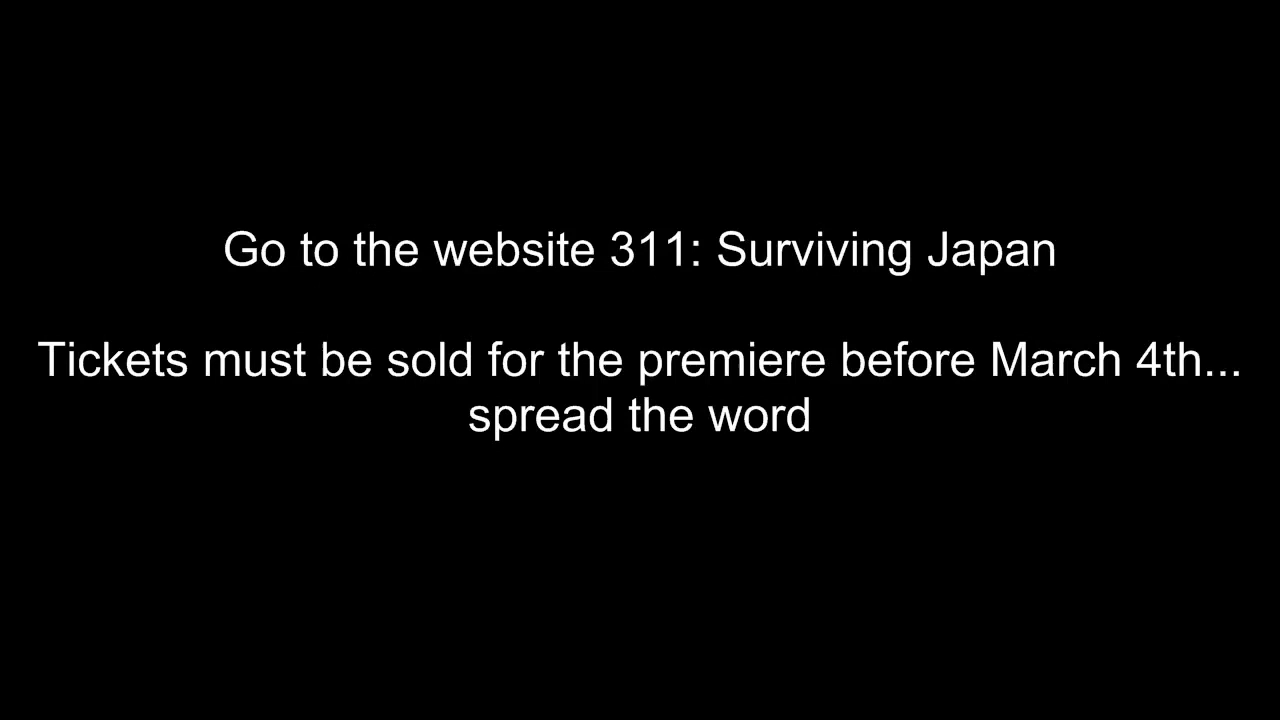 Go to the website 311: Surviving Japan
Tickets must be sold for the premiere before March 4th...
spread the word